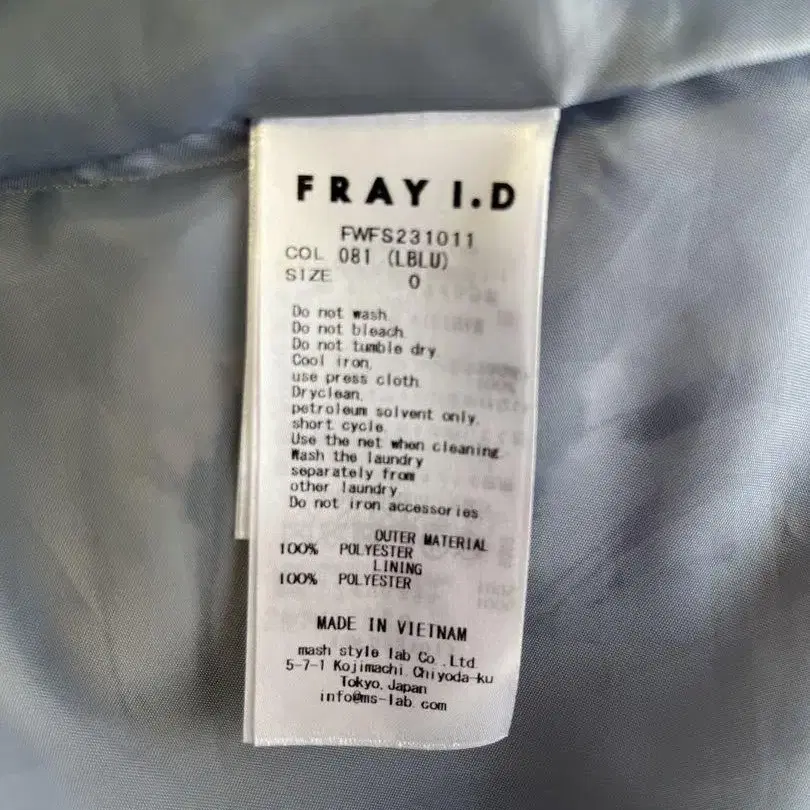 FRAY I.D
FWFS231011
COL 081 (LBLU)
SIZE 0
Do not wash.
Do not bleach.
Do not tumble dry.
Cool iron,
use press cloth.
Dryclean,
petroleum solvent only,
short cycle.
Use the net when cleaning.
Wash the laundry
separately from
other laundry.
Do not iron accessories.
OUTER MATERIAL
100% POLYESTER
LINING
100% POLYESTER
MADE IN VIETNAM
mash style lab Co.,Ltd.
5-7-1 Kojimachi Chiyoda-ku
Tokyo, Japan
info@ms-lab.com